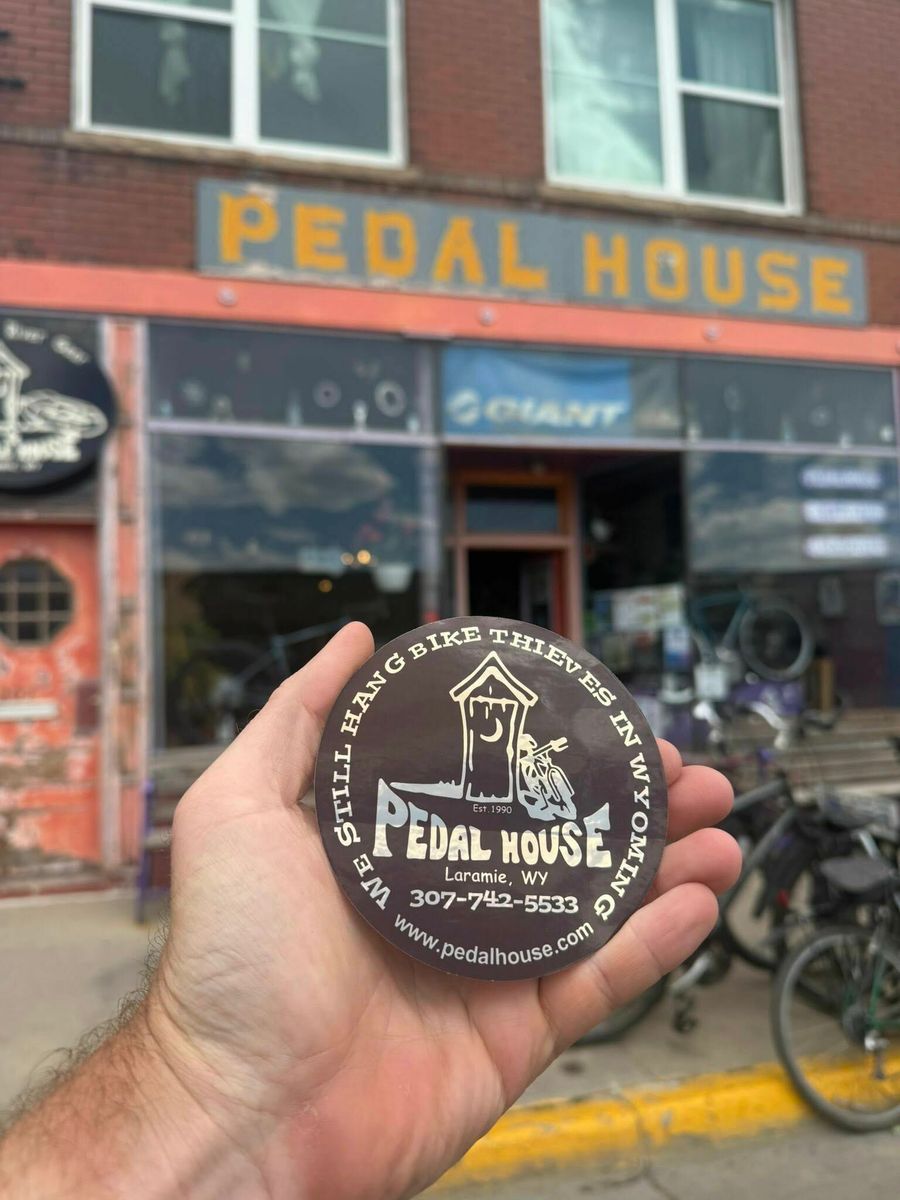 PEDAL HOUSE
GIANT
WE STILL HANG BIKE THIEVES IN WYOMING
Est.1990
PEDAL HOUSE
Laramie, WY
307-742-5533
www.pedalhouse.com